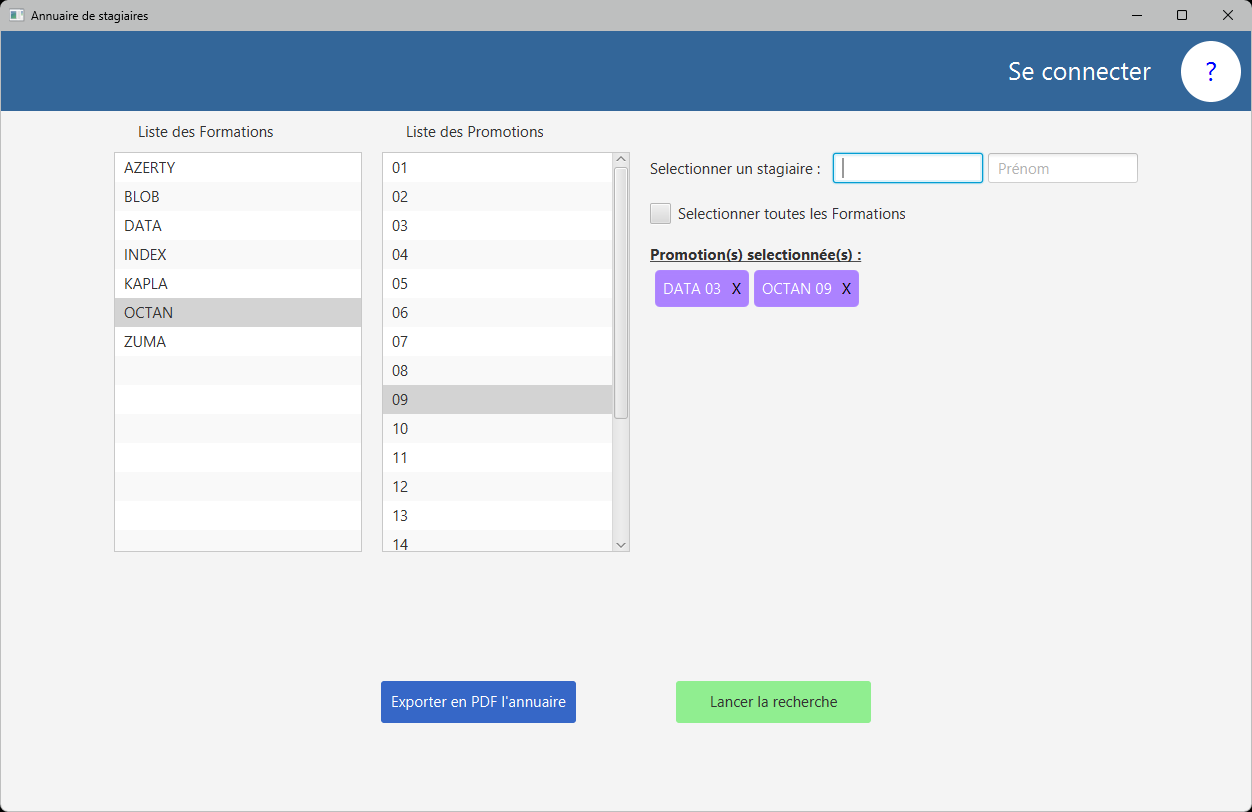 Annuaire de stagiaires
Se connecter
?
Liste des Formations
AZERTY
BLOB
DATA
INDEX
KAPLA
OCTAN
ZUMA
Liste des Promotions
01
02
03
04
05
06
07
08
09
10
11
12
13
14
Selectionner un stagiaire : Prénom
Selectionner toutes les Formations
Promotion(s) selectionnée(s) :
DATA 03 X OCTAN 09 X
Exporter en PDF l'annuaire
Lancer la recherche